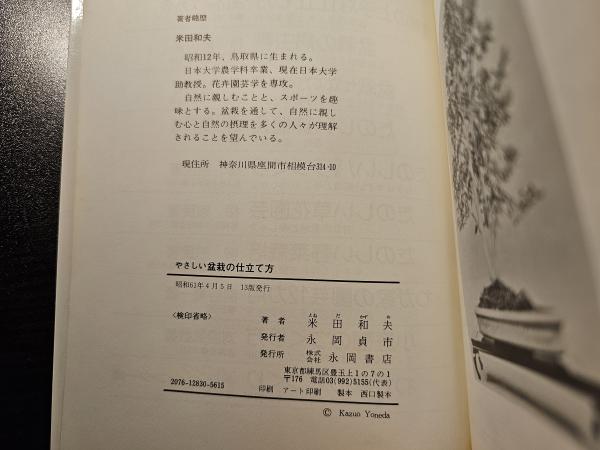 著者略歴
米田和夫
昭和12年、鳥取県に生まれる。
日本大学農学科卒業、現在日本大学
助教授。花卉園芸学を専攻。
自然に親しむことと、スポーツを趣
味とする。盆栽を通して、自然に親し
む心と自然の摂理を多くの人々が理解
されることを望んでいる。
現住所 神奈川県座間市相模台314-10
やさしい盆栽の仕立て方
昭和61年4月5日 13版発行
〈検印省略〉
よね だ かず お
著者 米田和夫
発行者 永岡貞市
発行所 株式会社 永岡書店
東京都練馬区豊玉上1の7の1
〒176 電話03(992)5155(代表)
2076-12830-5615
印刷 アート印刷 製本 西口製本
© Kazuo Yoneda